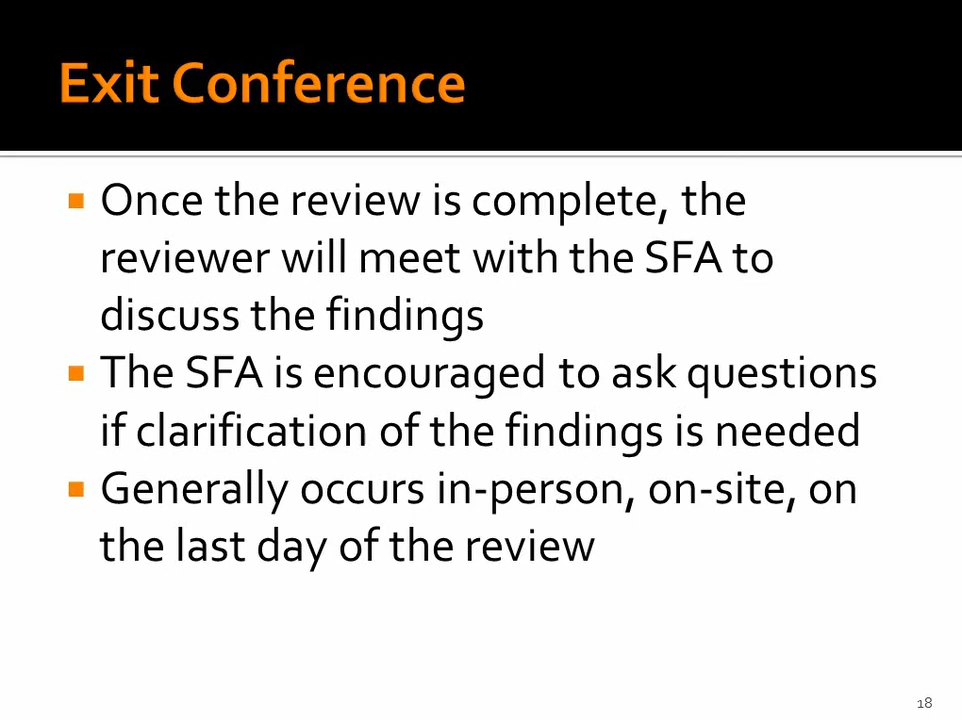 Exit Conference
▪ Once the review is complete, the
reviewer will meet with the SFA to
discuss the findings
▪ The SFA is encouraged to ask questions
if clarification of the findings is needed
▪ Generally occurs in-person, on-site, on
the last day of the review
18